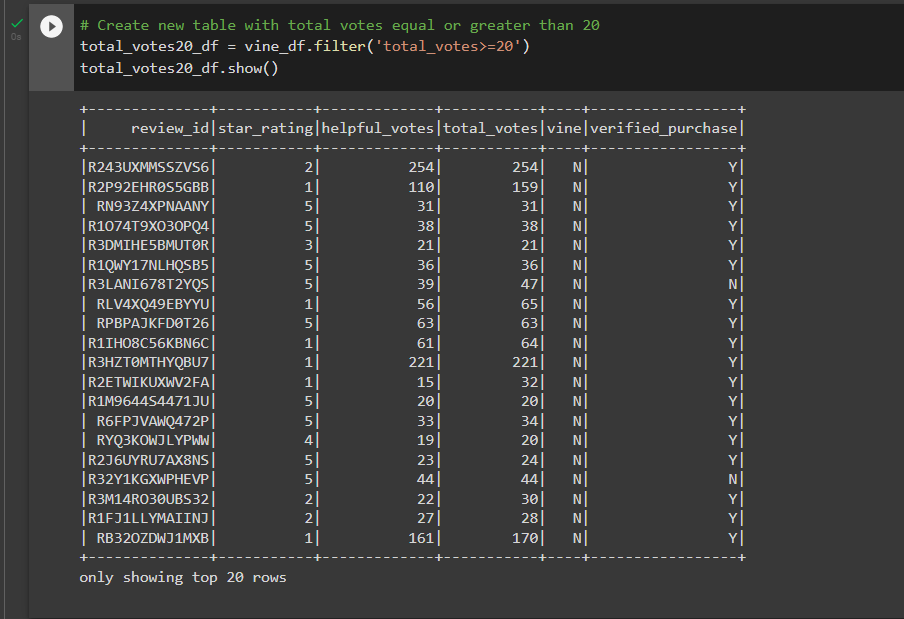 # Create new table with total votes equal or greater than 20
total_votes20_df = vine_df.filter('total_votes>=20')
total_votes20_df.show()
0s
+--------------+-----------+-------------+-----------+----+-----------------+
|     review_id|star_rating|helpful_votes|total_votes|vine|verified_purchase|
+--------------+-----------+-------------+-----------+----+-----------------+
|R243UXMMSSZVS6|          2|          254|        254|   N|                Y|
|R2P92EHR0S5GBB|          1|          110|        159|   N|                Y|
| RN93Z4XPNAANY|          5|           31|         31|   N|                Y|
|R1O74T9XO3OPQ4|          5|           38|         38|   N|                Y|
|R3DMIHE5BMUT0R|          3|           21|         21|   N|                Y|
|R1QWY17NLHQSB5|          5|           36|         36|   N|                Y|
|R3LANI678T2YQS|          5|           39|         47|   N|                N|
| RLV4XQ49EBYYU|          1|           56|         65|   N|                Y|
| RPBPAJKFD0T26|          5|           63|         63|   N|                Y|
|R1IHO8C56KBN6C|          1|           61|         64|   N|                Y|
|R3HZT0MTHYQBU7|          1|          221|        221|   N|                Y|
|R2ETWIKUXWV2FA|          1|           15|         32|   N|                Y|
|R1M9644S4471JU|          5|           20|         20|   N|                Y|
| R6FPJVAWQ472P|          5|           33|         34|   N|                Y|
| RYQ3KOWJLYPWW|          4|           19|         20|   N|                Y|
|R2J6UYRU7AX8NS|          5|           23|         24|   N|                Y|
|R32Y1KGXWPHEVP|          5|           44|         44|   N|                N|
|R3M14RO30UBS32|          2|           22|         30|   N|                Y|
|R1FJ1LLYMAIINJ|          2|           27|         28|   N|                Y|
| RB32OZDWJ1MXB|          1|          161|        170|   N|                Y|
+--------------+-----------+-------------+-----------+----+-----------------+
only showing top 20 rows